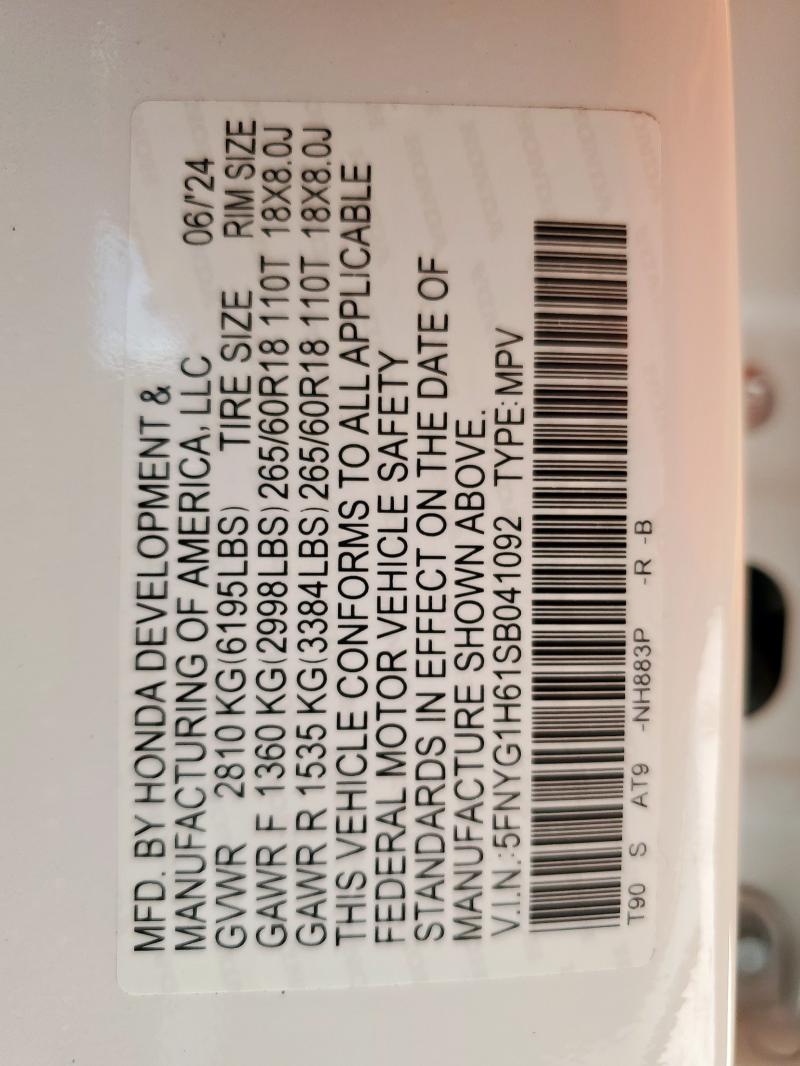 MFD. BY HONDA DEVELOPMENT &
MANUFACTURING OF AMERICA, LLC 06/'24
GVWR 2810 KG(6195LBS) TIRE SIZE RIM SIZE
GAWR F 1360 KG(2998LBS)265/60R18 110T 18X8.0J
GAWR R 1535 KG(3384LBS)265/60R18 110T 18X8.0J
THIS VEHICLE CONFORMS TO ALL APPLICABLE
FEDERAL MOTOR VEHICLE SAFETY
STANDARDS IN EFFECT ON THE DATE OF
MANUFACTURE SHOWN ABOVE.
V.I.N.:5FNYG1H61SB041092 TYPE:MPV
T90 S AT9 -NH883P -R -B